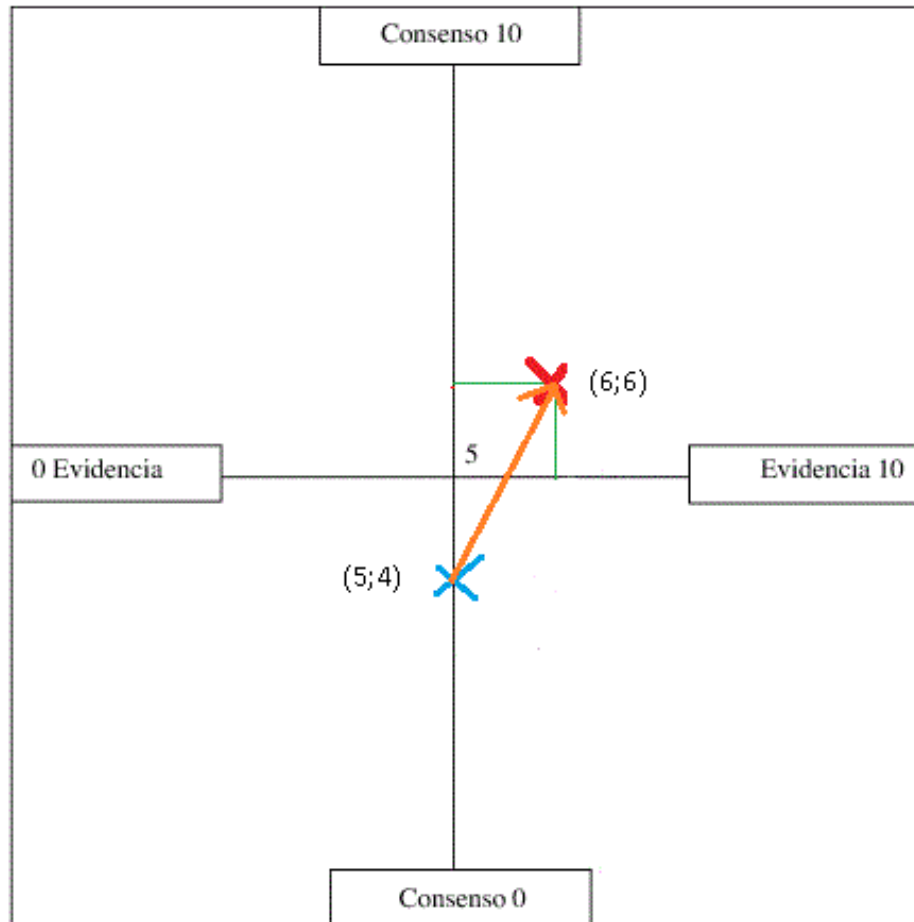 Consenso 10
(6;6)
5
0 Evidencia
Evidencia 10
(5;4)
Consenso 0